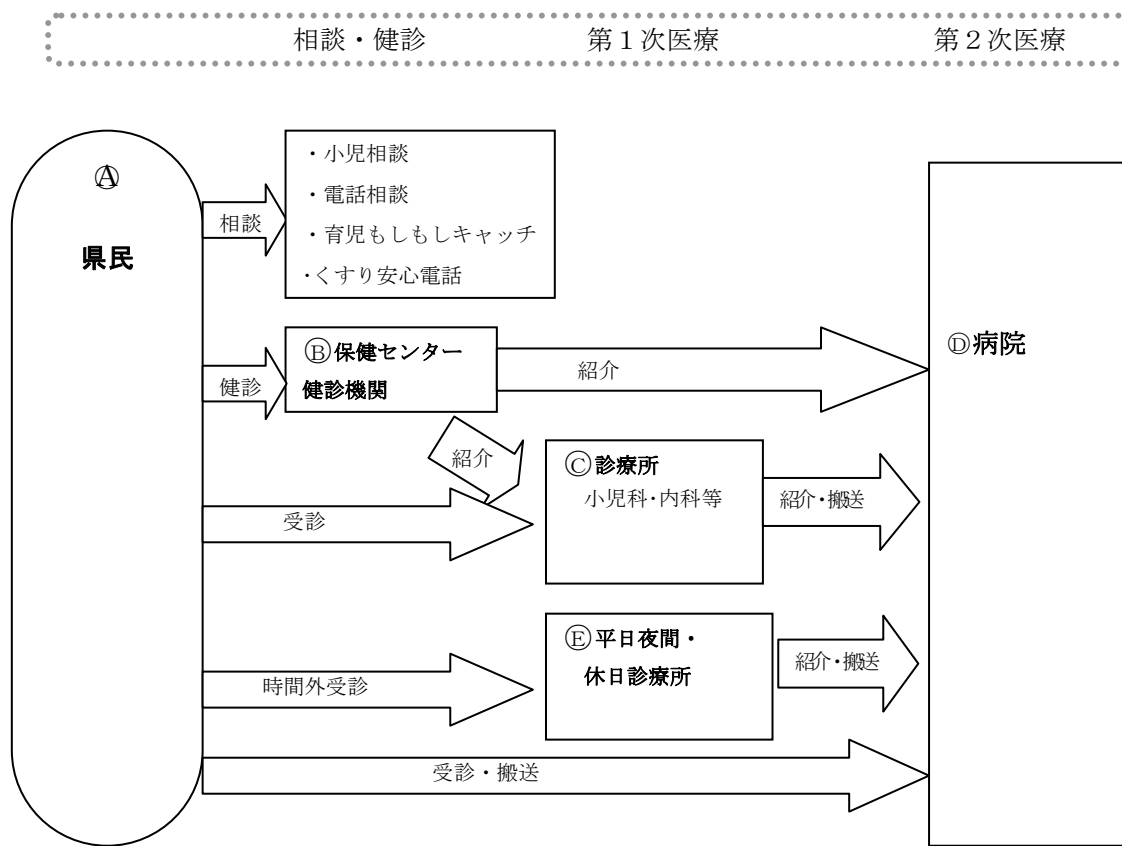 相談・健診 第1次医療 第2次医療
Ⓐ
県民
相談
・小児相談
・電話相談
・育児もしもしキャッチ
・くすり安心電話
健診
Ⓑ保健センター
健診機関
紹介
紹介
受診
Ⓒ診療所
小児科・内科等
紹介・搬送
時間外受診
Ⓔ平日夜間・
休日診療所
紹介・搬送
受診・搬送
Ⓓ病院